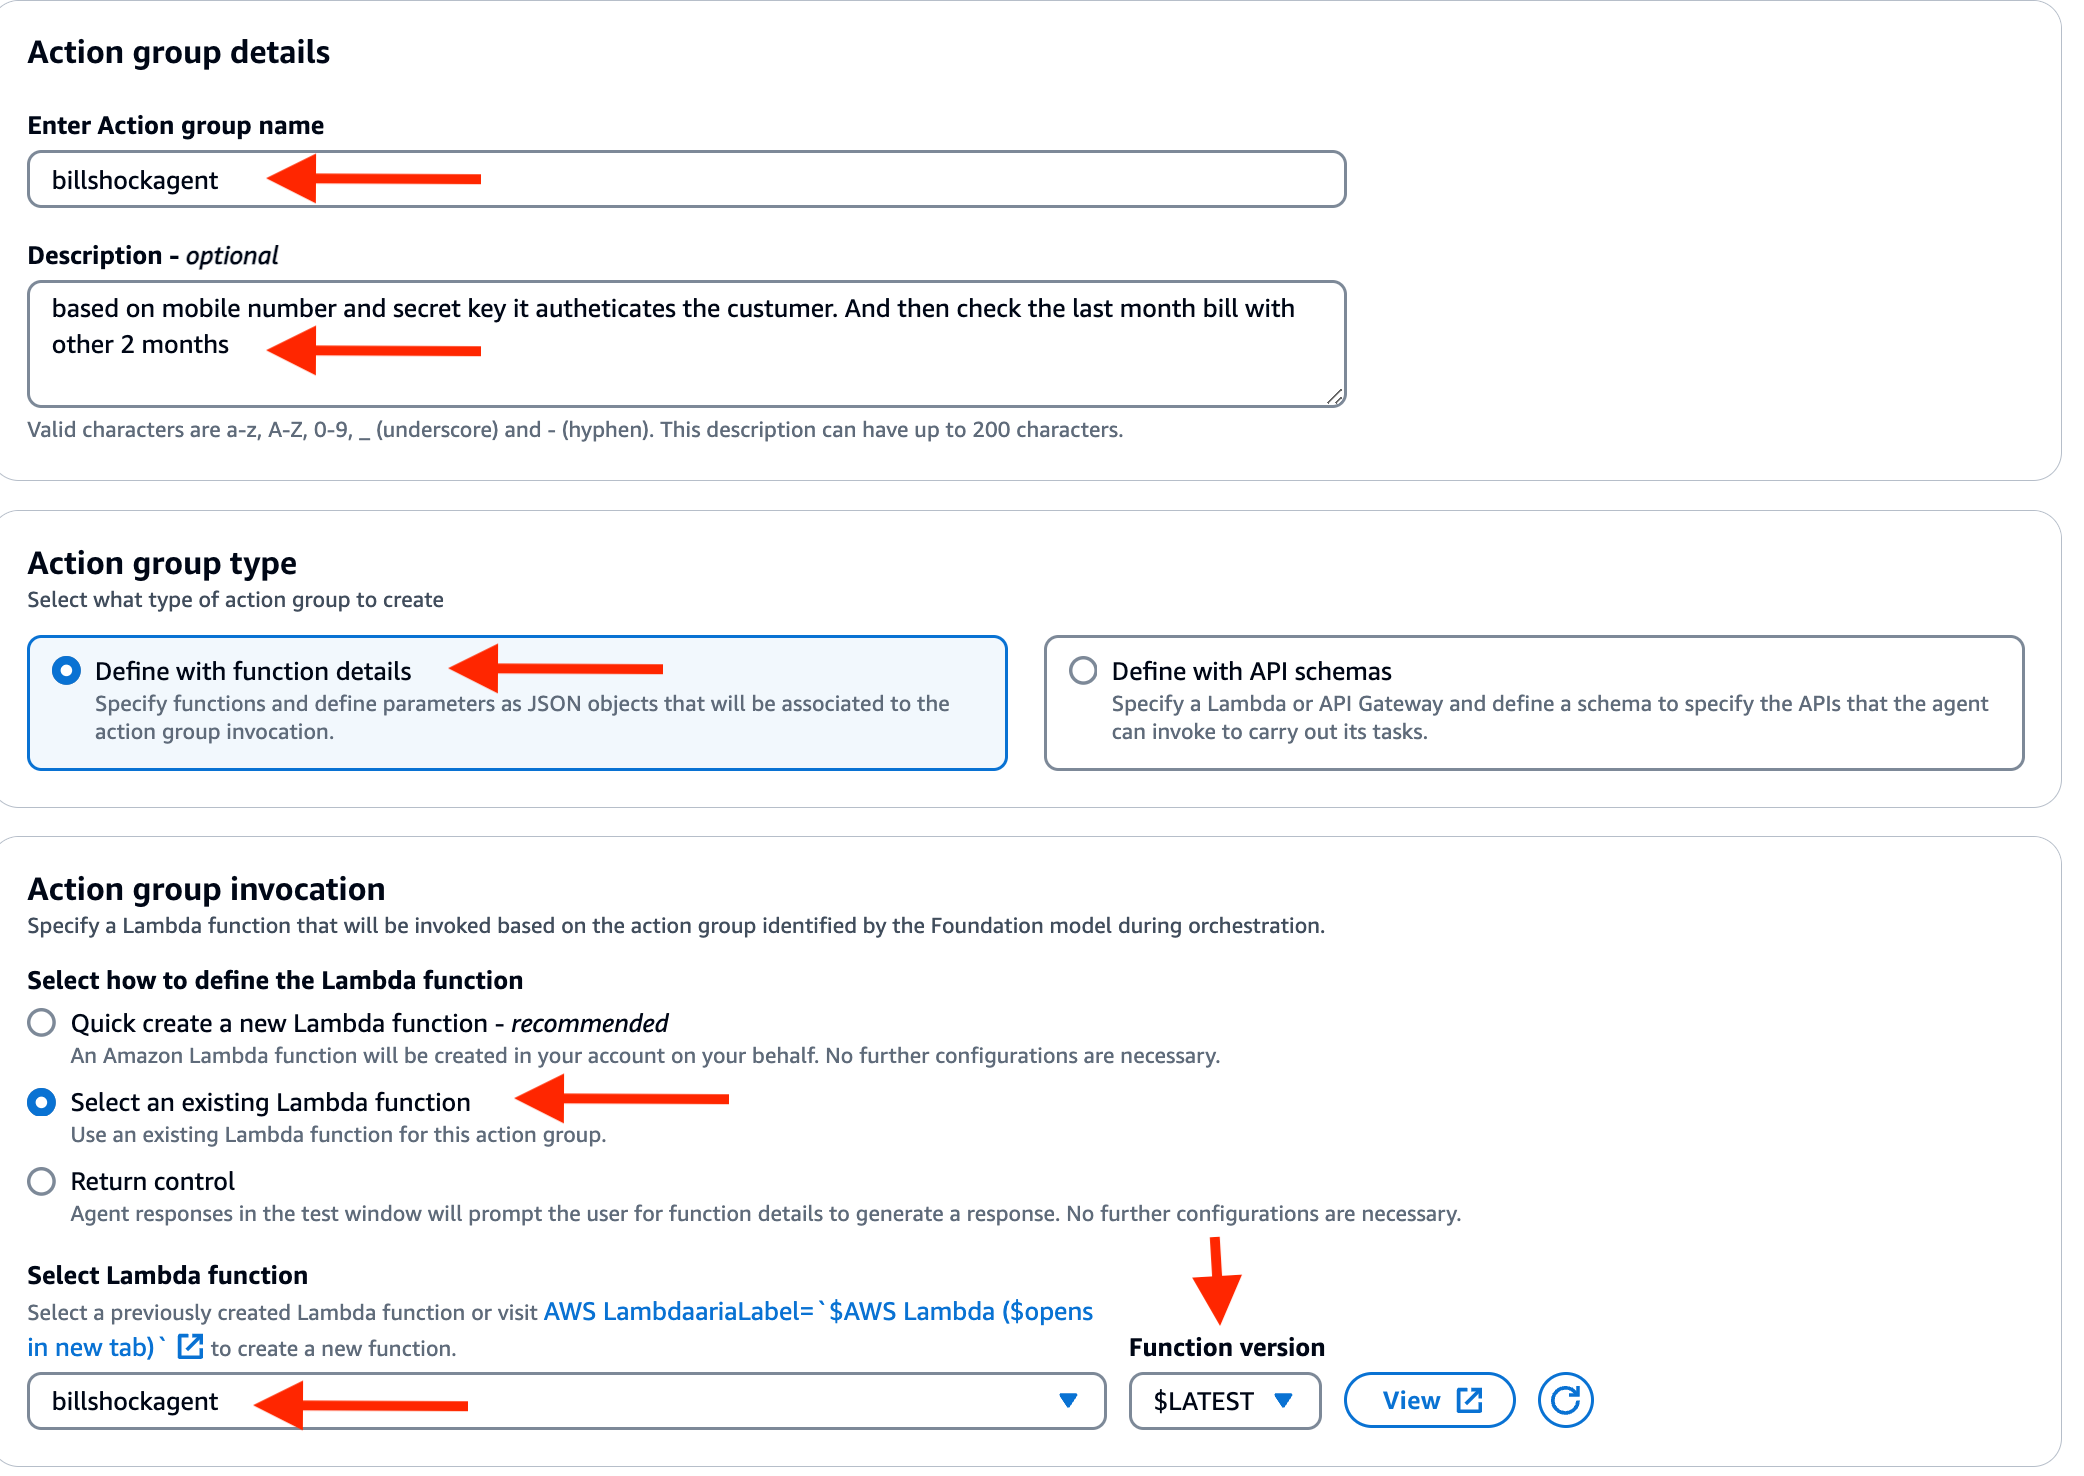 Action group details
Enter Action group name
billshockagent
Description - optional
based on mobile number and secret key it autheticates the custumer. And then check the last month bill with
other 2 months
Valid characters are a-z, A-Z, 0-9, _ (underscore) and - (hyphen). This description can have up to 200 characters.
Action group type
Select what type of action group to create
Define with function details
Specify functions and define parameters as JSON objects that will be associated to the
action group invocation.
Define with API schemas
Specify a Lambda or API Gateway and define a schema to specify the APIs that the agent
can invoke to carry out its tasks.
Action group invocation
Specify a Lambda function that will be invoked based on the action group identified by the Foundation model during orchestration.
Select how to define the Lambda function
Quick create a new Lambda function - recommended
An Amazon Lambda function will be created in your account on your behalf. No further configurations are necessary.
Select an existing Lambda function
Use an existing Lambda function for this action group.
Return control
Agent responses in the test window will prompt the user for function details to generate a response. No further configurations are necessary.
Select Lambda function
Select a previously created Lambda function or visit AWS LambdaariaLabel=`$AWS Lambda ($opens
in new tab)` to create a new function.
billshockagent
Function version
$LATEST
View